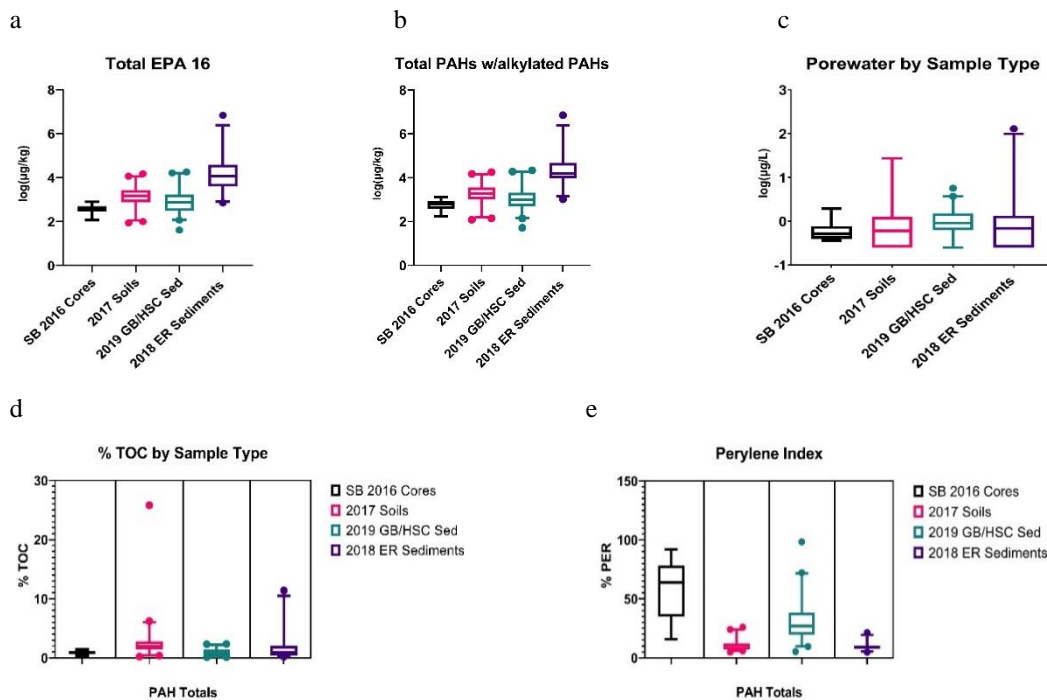 a
Total EPA 16
log(µg/kg)
8
6
4
2
0
SB 2016 Cores
2017 Soils
2019 GB/HSC Sed
2018 ER Sediments
b
Total PAHs w/alkylated PAHs
log(µg/kg)
8
6
4
2
0
SB 2016 Cores
2017 Soils
2019 GB/HSC Sed
2018 ER Sediments
c
Porewater by Sample Type
log(µg/L)
3
2
1
-0
-1
SB 2016 Cores
2017 Soils
2019 GB/HSC Sed
2018 ER Sediments
d
% TOC by Sample Type
% TOC
30
20
10
0
PAH Totals
SB 2016 Cores
2017 Soils
2019 GB/HSC Sed
2018 ER Sediments
e
Perylene Index
% PER
150
100
50
0
PAH Totals
SB 2016 Cores
2017 Soils
2019 GB/HSC Sed
2018 ER Sediments